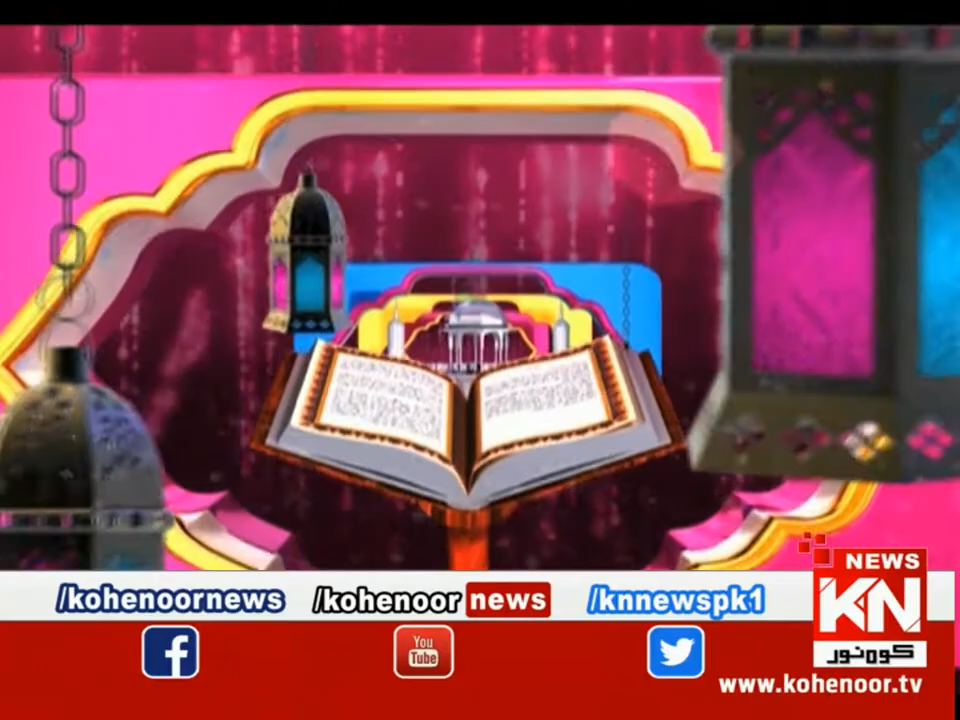 /kohenoornews
/kohenoor news
/knnewspk1
You
Tube
NEWS
KN
کوہ نور
www.kohenoor.tv